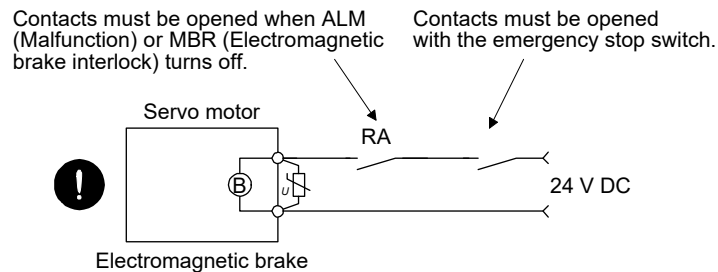 Contacts must be opened when ALM
(Malfunction) or MBR (Electromagnetic
brake interlock) turns off.
Contacts must be opened
with the emergency stop switch.
Servo motor
RA
B
U
24 V DC
Electromagnetic brake